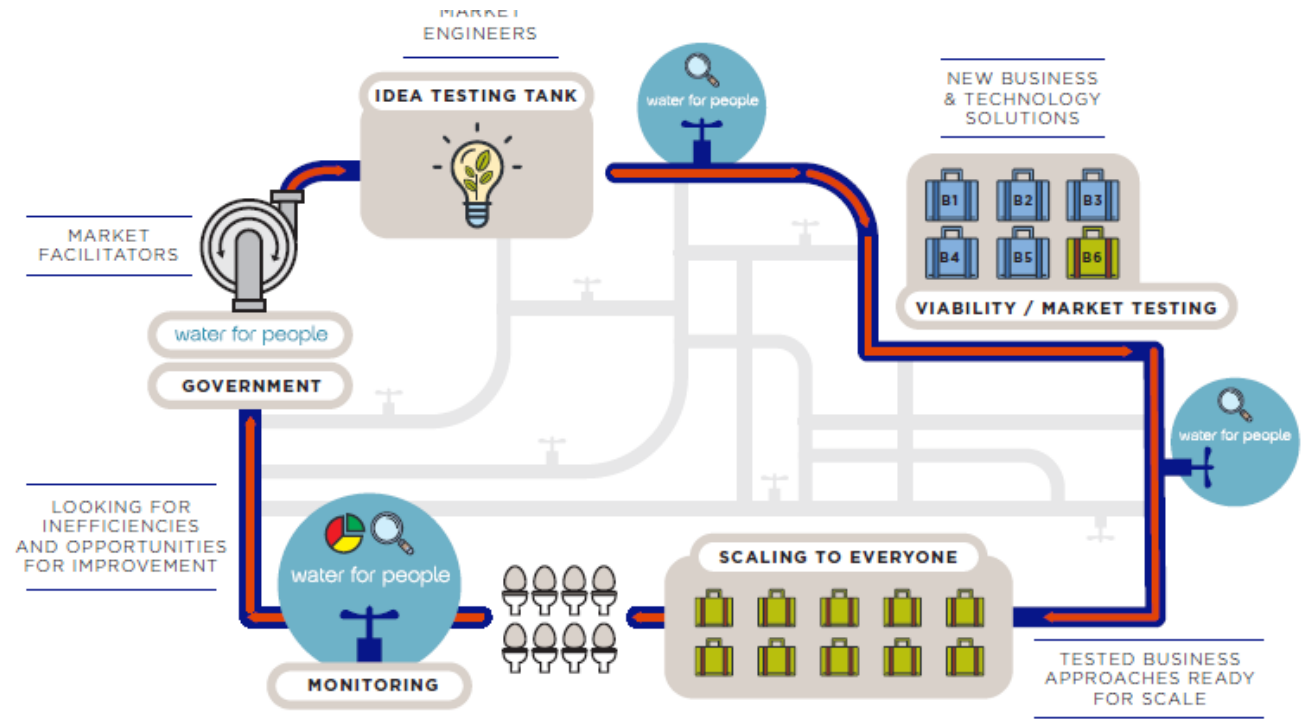 MARKET
ENGINEERS
IDEA TESTING TANK
water for people
NEW BUSINESS
& TECHNOLOGY
SOLUTIONS
B1
B2
B3
B4
B5
B6
VIABILITY / MARKET TESTING
MARKET
FACILITATORS
water for people
GOVERNMENT
water for people
LOOKING FOR
INEFFICIENCIES
AND OPPORTUNITIES
FOR IMPROVEMENT
water for people
MONITORING
SCALING TO EVERYONE
TESTED BUSINESS
APPROACHES READY
FOR SCALE